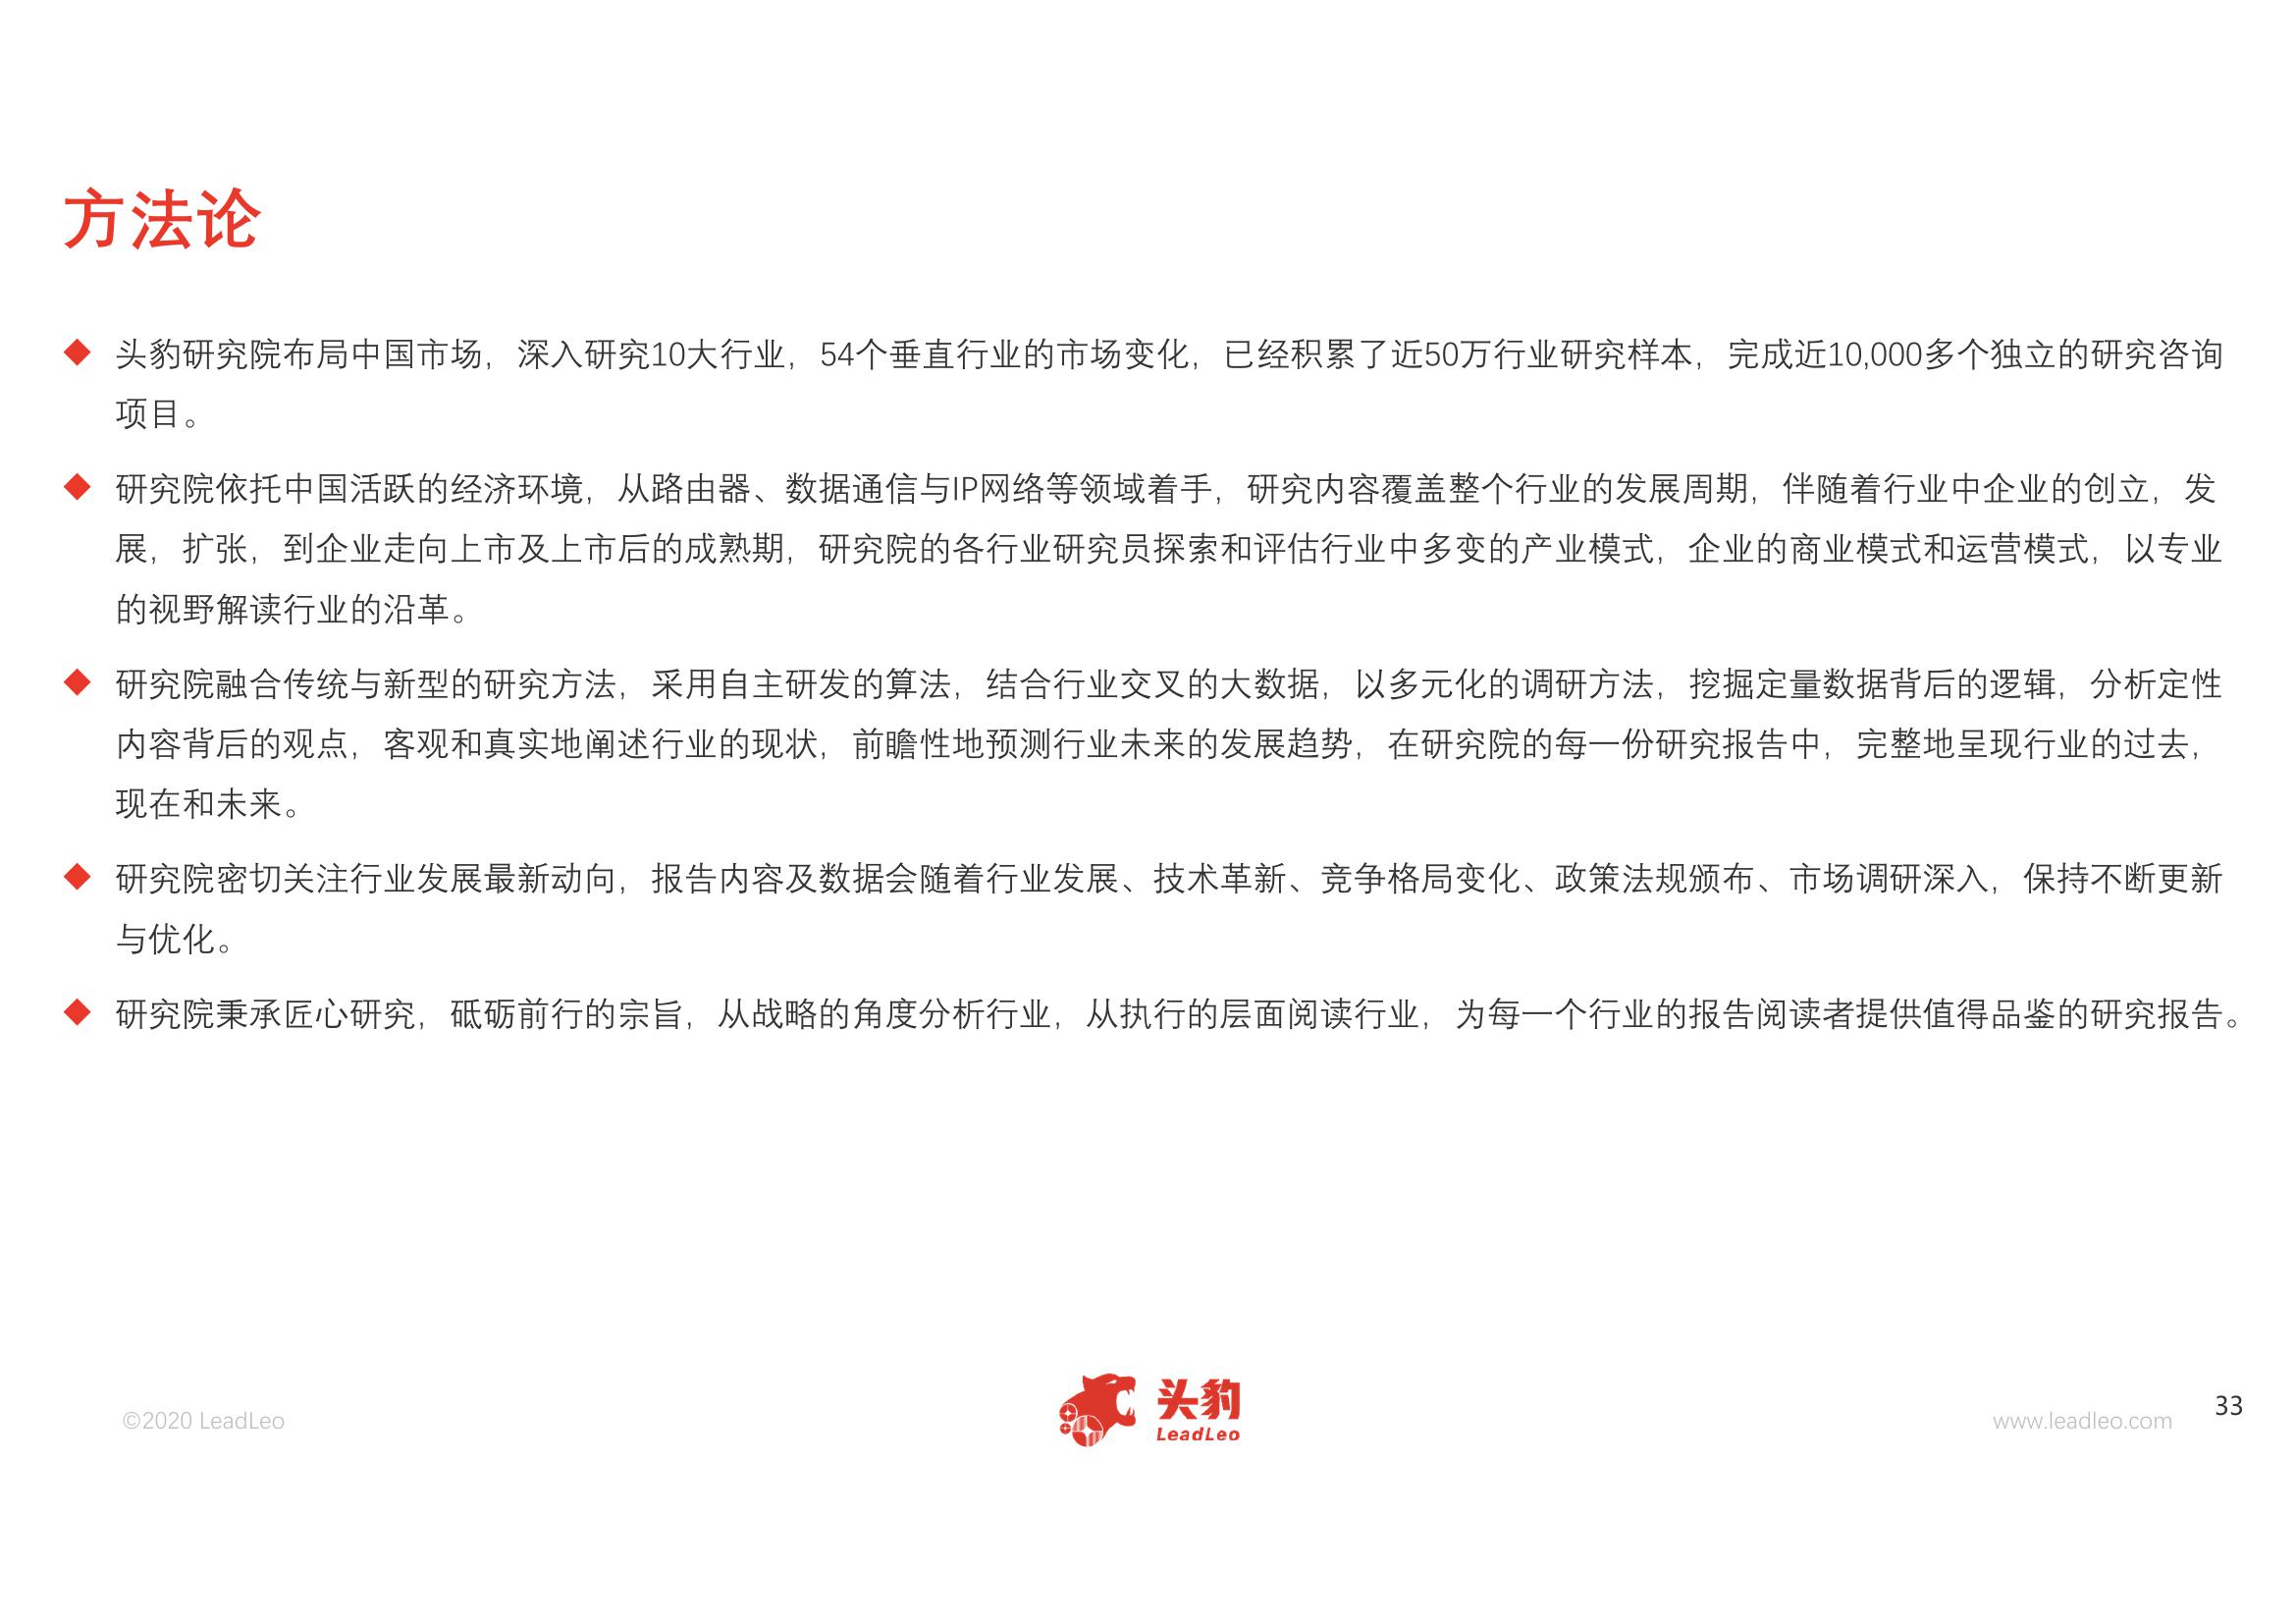 方法论
头豹研究院布局中国市场，深入研究10大行业，54个垂直行业的市场变化，已经积累了近50万行业研究样本，完成近10,000多个独立的研究咨询
项目。
研究院依托中国活跃的经济环境，从路由器、数据通信与IP网络等领域着手，研究内容覆盖整个行业的发展周期，伴随着行业中企业的创立，发
展，扩张，到企业走向上市及上市后的成熟期，研究院的各行业研究员探索和评估行业中多变的产业模式，企业的商业模式和运营模式，以专业
的视野解读行业的沿革。
研究院融合传统与新型的研究方法，采用自主研发的算法，结合行业交叉的大数据，以多元化的调研方法，挖掘定量数据背后的逻辑，分析定性
内容背后的观点，客观和真实地阐述行业的现状，前瞻性地预测行业未来的发展趋势，在研究院的每一份研究报告中，完整地呈现行业的过去，
现在和未来。
研究院密切关注行业发展最新动向，报告内容及数据会随着行业发展、技术革新、竞争格局变化、政策法规颁布、市场调研深入，保持不断更新
与优化。
研究院秉承匠心研究，砥砺前行的宗旨，从战略的角度分析行业，从执行的层面阅读行业，为每一个行业的报告阅读者提供值得品鉴的研究报告。
©2020 LeadLeo
头豹
LeadLeo
www.leadleo.com
33